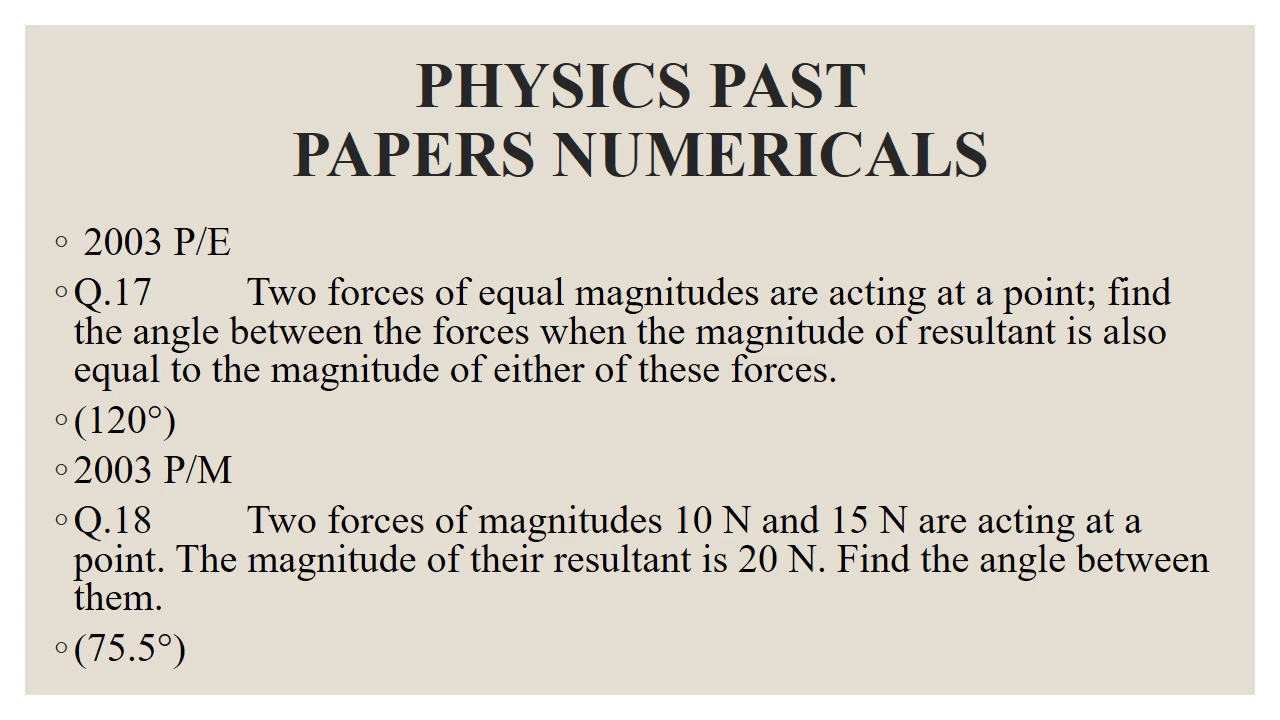 PHYSICS PAST
PAPERS NUMERICALS
◦ 2003 P/E
◦ Q.17 Two forces of equal magnitudes are acting at a point; find
the angle between the forces when the magnitude of resultant is also
equal to the magnitude of either of these forces.
◦ (120°)
◦ 2003 P/M
◦ Q.18 Two forces of magnitudes 10 N and 15 N are acting at a
point. The magnitude of their resultant is 20 N. Find the angle between
them.
◦ (75.5°)